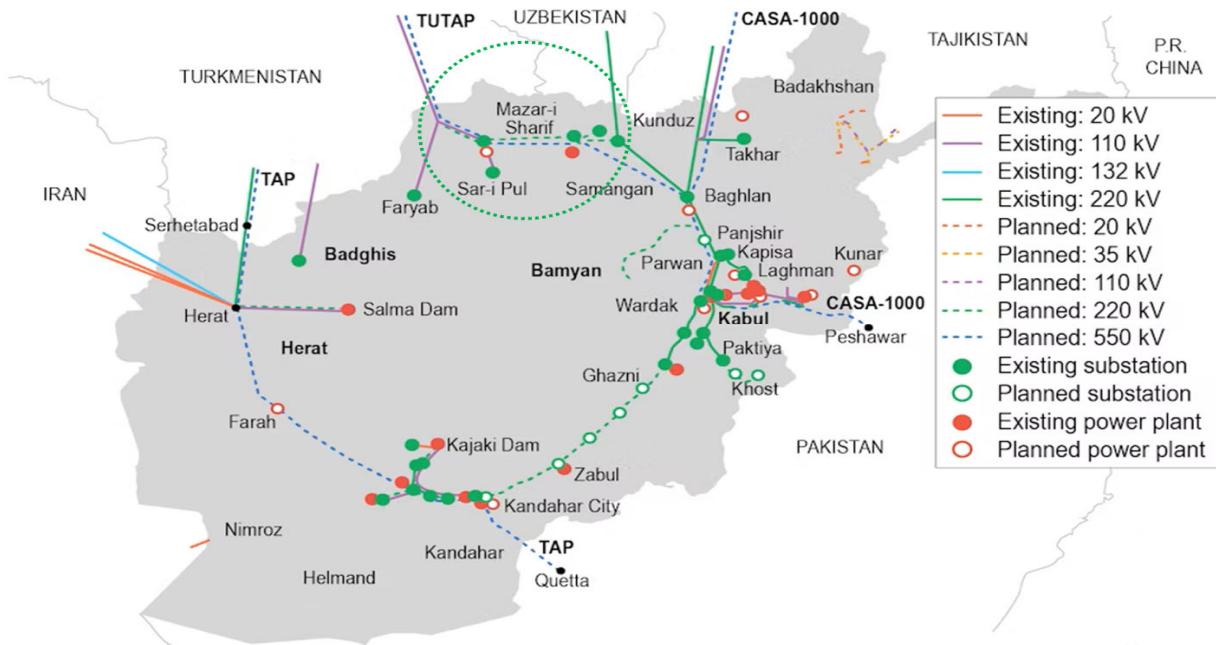 TUTAP
UZBEKISTAN
CASA-1000
TAJIKISTAN
P.R.
CHINA
TURKMENISTAN
Badakhshan
Mazar-i
Sharif
Kunduz
Takhar
IRAN
TAP
Sar-i Pul
Samangan
Baghlan
Faryab
Serhetabad
Badghis
Panjshir
Kapisa
Kunar
Bamyan
Parwan
Laghman
Wardak
CASA-1000
Herat
Salma Dam
Kabul
Peshawar
Herat
Paktiya
Ghazni
Khost
Farah
Kajaki Dam
PAKISTAN
Zabul
Kandahar City
Nimroz
Kandahar
TAP
Helmand
Quetta
Existing: 20 kV
Existing: 110 kV
Existing: 132 kV
Existing: 220 kV
Planned: 20 kV
Planned: 35 kV
Planned: 110 kV
Planned: 220 kV
Planned: 550 kV
Existing substation
Planned substation
Existing power plant
Planned power plant